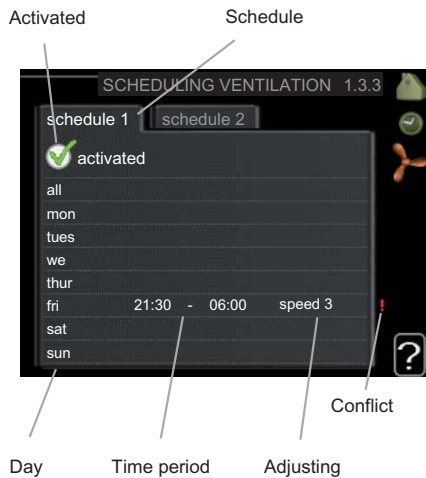 Activated Schedule
SCHEDULING VENTILATION 1.3.3
schedule 1 schedule 2
activated
all
mon
tues
we
thur
fri 21:30 - 06:00 speed 3 !
sat
sun
?
Conflict
Day Time period Adjusting